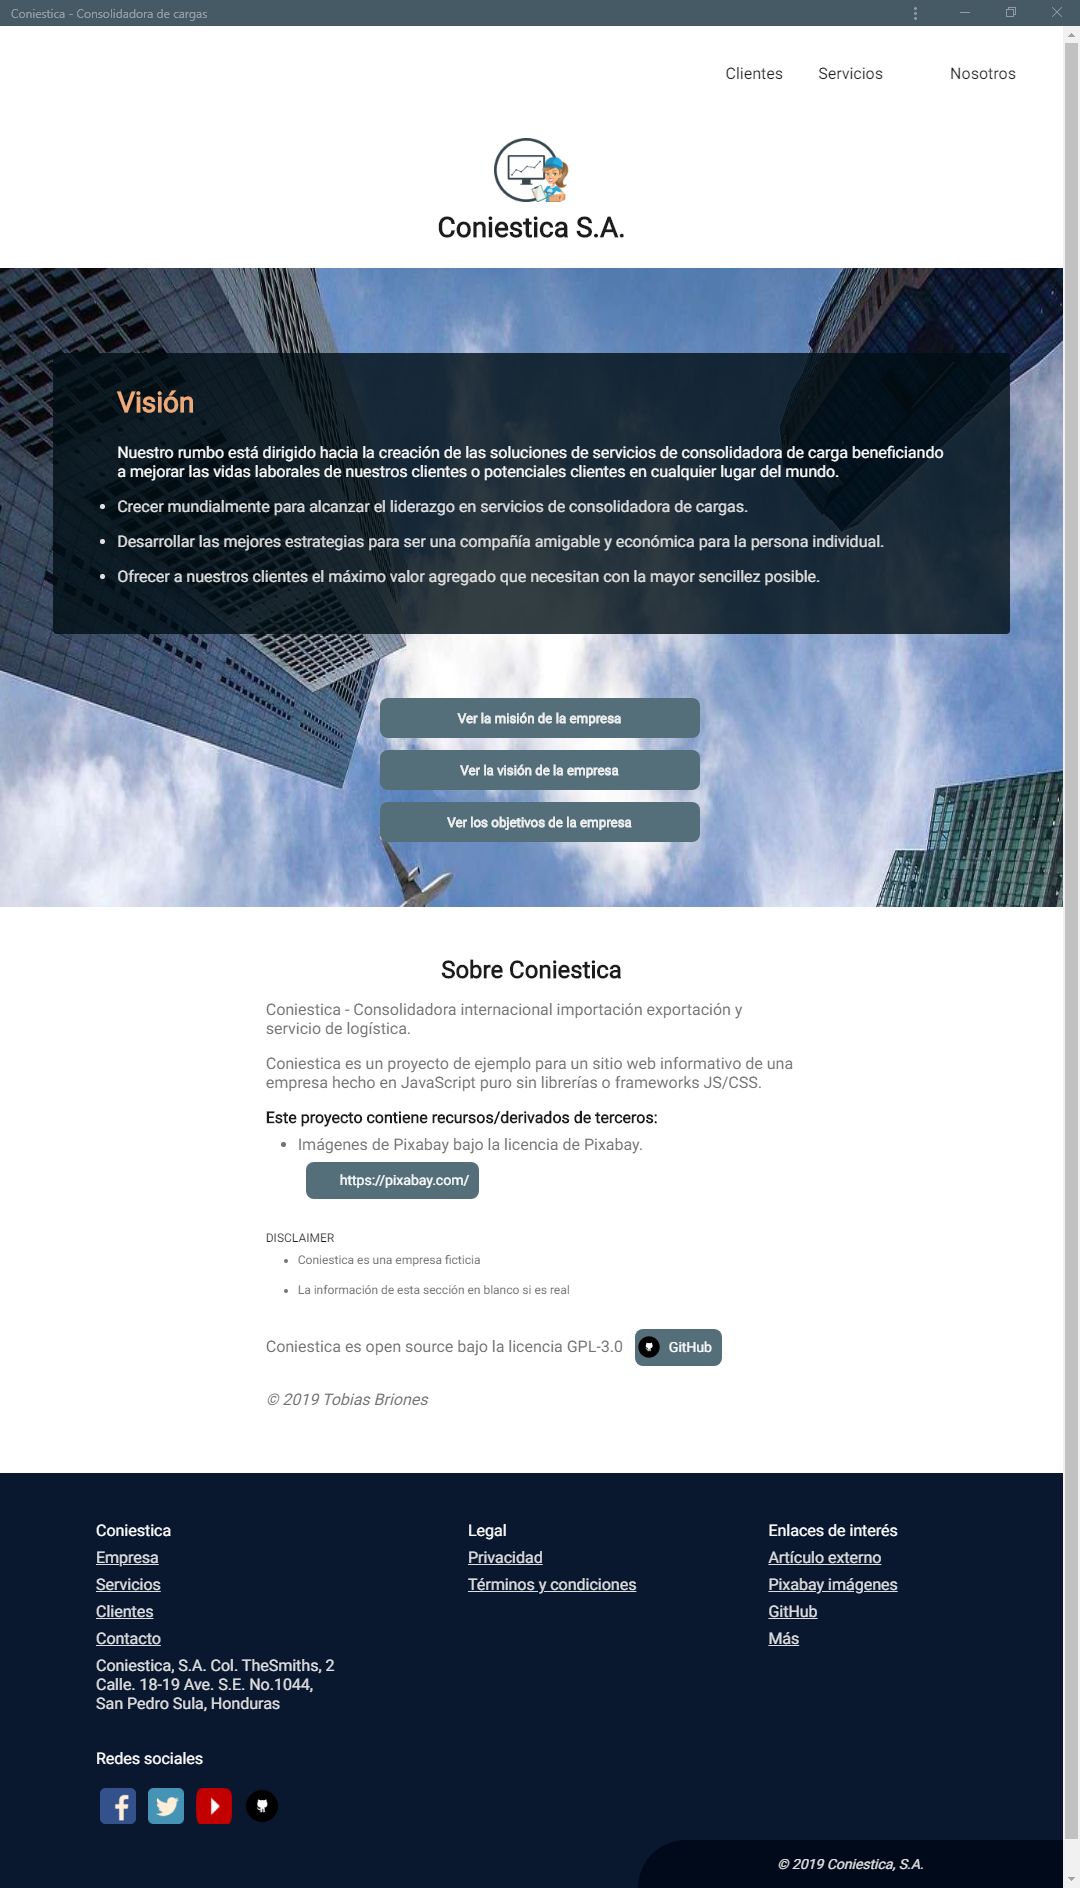 Coniestica - Consolidadora de cargas
Clientes Servicios Nosotros
Coniestica S.A.
Visión
Nuestro rumbo está dirigido hacia la creación de las soluciones de servicios de consolidadora de carga beneficiando
a mejorar las vidas laborales de nuestros clientes o potenciales clientes en cualquier lugar del mundo.
• Crecer mundialmente para alcanzar el liderazgo en servicios de consolidadora de cargas.
• Desarrollar las mejores estrategias para ser una compañía amigable y económica para la persona individual.
• Ofrecer a nuestros clientes el máximo valor agregado que necesitan con la mayor sencillez posible.
Ver la misión de la empresa
Ver la visión de la empresa
Ver los objetivos de la empresa
Sobre Coniestica
Coniestica - Consolidadora internacional importación exportación y
servicio de logística.
Coniestica es un proyecto de ejemplo para un sitio web informativo de una
empresa hecho en JavaScript puro sin librerías o frameworks JS/CSS.
Este proyecto contiene recursos/derivados de terceros:
• Imágenes de Pixabay bajo la licencia de Pixabay.
https://pixabay.com/
DISCLAIMER
• Coniestica es una empresa ficticia
• La información de esta sección en blanco si es real
Coniestica es open source bajo la licencia GPL-3.0 GitHub
© 2019 Tobias Briones
Coniestica
Empresa
Servicios
Clientes
Contacto
Coniestica, S.A. Col. TheSmiths, 2
Calle. 18-19 Ave. S.E. No.1044,
San Pedro Sula, Honduras
Legal
Privacidad
Términos y condiciones
Enlaces de interés
Artículo externo
Pixabay imágenes
GitHub
Más
Redes sociales
© 2019 Coniestica, S.A.